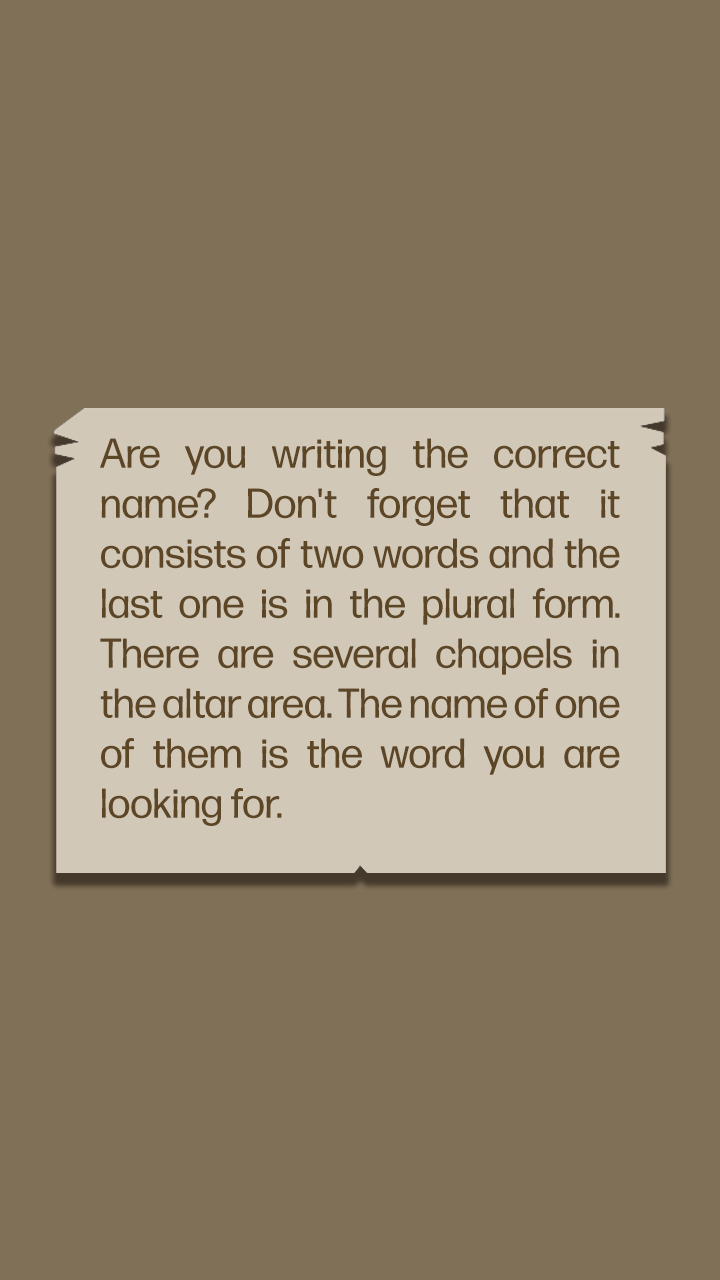 Are you writing the correct
name? Don't forget that it
consists of two words and the
last one is in the plural form.
There are several chapels in
the altar area. The name of one
of them is the word you are
looking for.